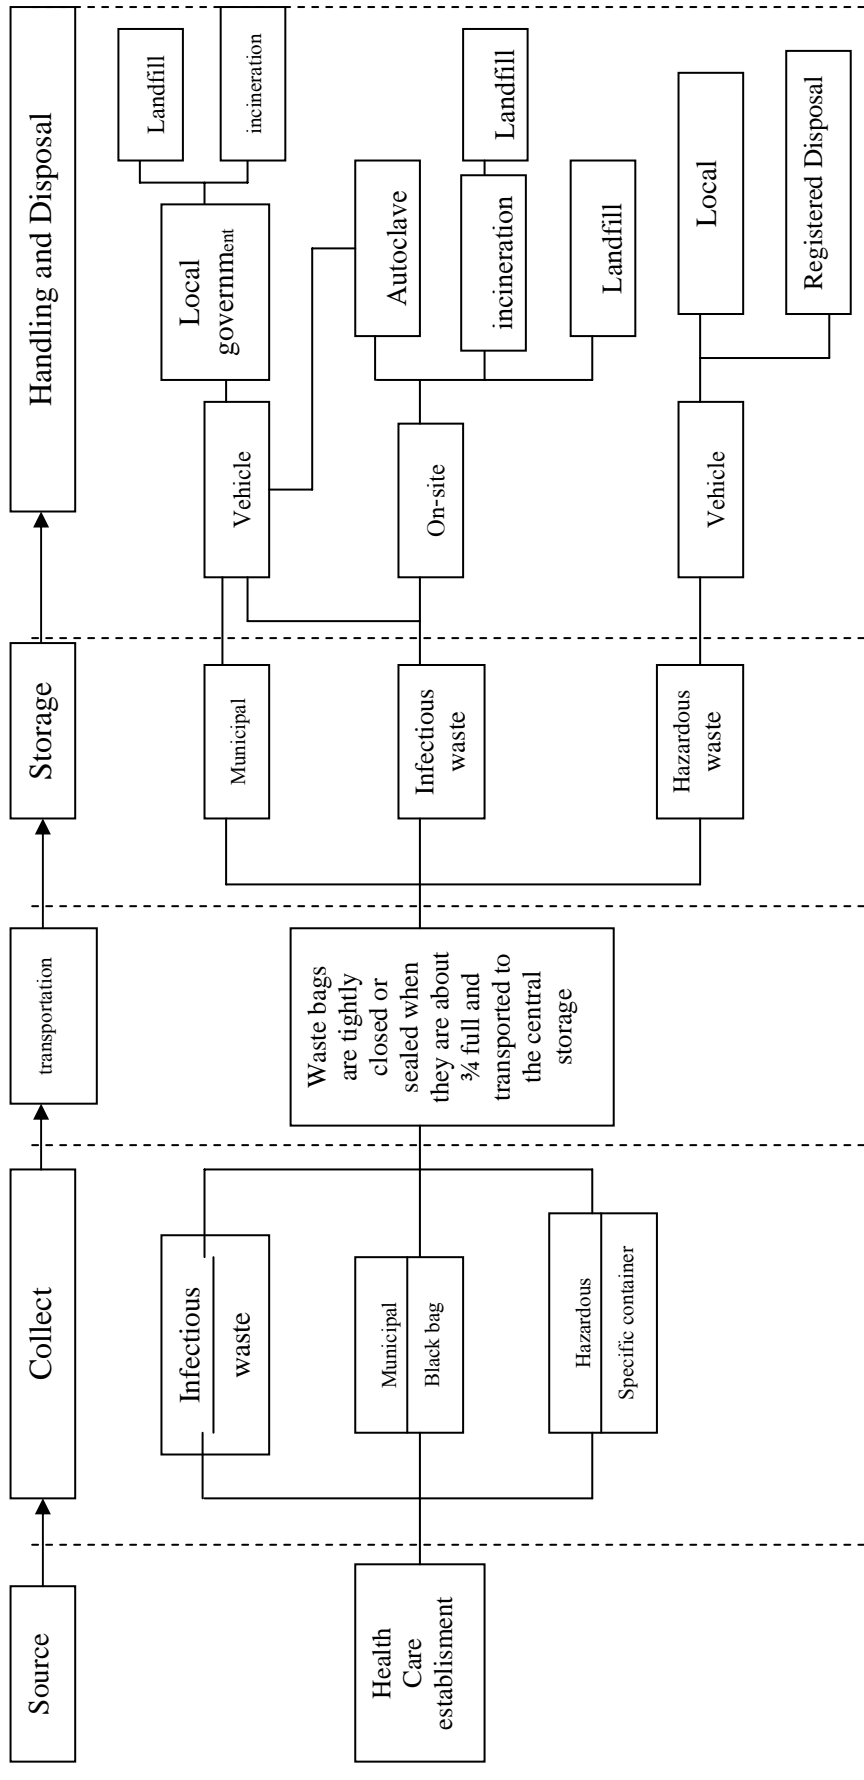 Source
Collect
transportation
Storage
Handling and Disposal
Health
Care
establisment
Infectious
waste
Municipal
Black bag
Hazardous
Specific container
Waste bags
are tightly
closed or
sealed when
they are about
¾ full and
transported to
the central
storage
Municipal
Infectious
waste
Hazardous
waste
Vehicle
On-site
Vehicle
Local
government
Landfill
incineration
Autoclave
incineration
Landfill
Landfill
Local
Registered Disposal